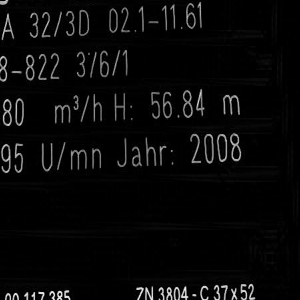 A 32/3D 02.1-11.61
8-822 37/6/1
80 m³/h H: 56.84 m
95 U/mn Jahr: 2008
00 117 385 ZN 3804 - C 37 x 52